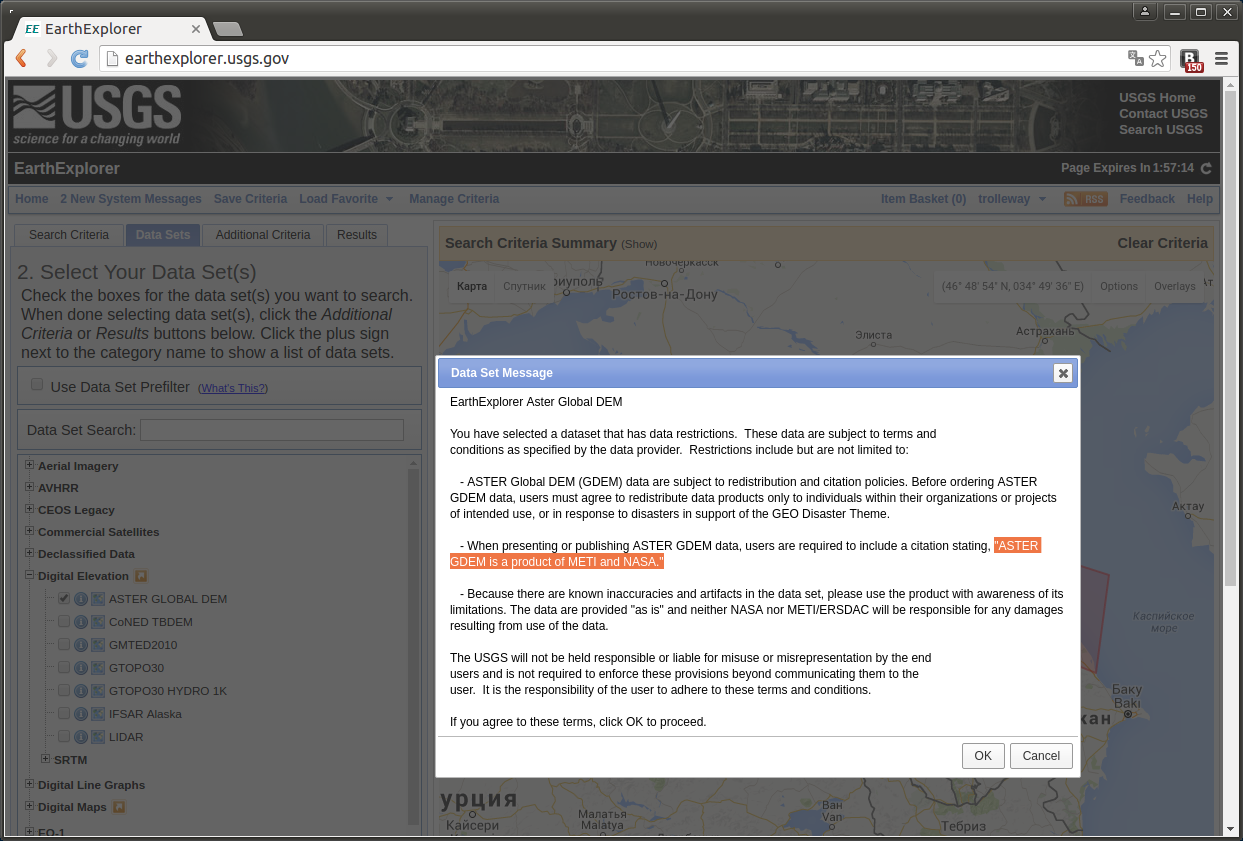 EE EarthExplorer
earthexplorer.usgs.gov
150
USGS
science for a changing world
USGS Home
Contact USGS
Search USGS
EarthExplorer
Page Expires In 1:57:14
Home 2 New System Messages Save Criteria Load Favorite Manage Criteria
Item Basket (0) trolleway RSS Feedback Help
Search Criteria Data Sets Additional Criteria Results
2. Select Your Data Set(s)
Check the boxes for the data set(s) you want to search.
When done selecting data set(s), click the Additional
Criteria or Results buttons below. Click the plus sign
next to the category name to show a list of data sets.
Use Data Set Prefilter (What's This?)
Data Set Search:
Aerial Imagery
AVHRR
CEOS Legacy
Commercial Satellites
Declassified Data
Digital Elevation
ASTER GLOBAL DEM
CoNED TBDEM
GMTED2010
GTOPO30
GTOPO30 HYDRO 1K
IFSAR Alaska
LIDAR
SRTM
Digital Line Graphs
Digital Maps
EO-1
Search Criteria Summary (Show)
Clear Criteria
Новочеркасск
Карта Спутник
риуполь
Ростов-на-Дону
(46° 48' 54" N, 034° 49' 36" E) Options Overlays
Элиста
Астрахань
Data Set Message
EarthExplorer Aster Global DEM
You have selected a dataset that has data restrictions. These data are subject to terms and
conditions as specified by the data provider. Restrictions include but are not limited to:
- ASTER Global DEM (GDEM) data are subject to redistribution and citation policies. Before ordering ASTER
GDEM data, users must agree to redistribute data products only to individuals within their organizations or projects
of intended use, or in response to disasters in support of the GEO Disaster Theme.
- When presenting or publishing ASTER GDEM data, users are required to include a citation stating, "ASTER
GDEM is a product of METI and NASA."
- Because there are known inaccuracies and artifacts in the data set, please use the product with awareness of its
limitations. The data are provided "as is" and neither NASA nor METI/ERSDAC will be responsible for any damages
resulting from use of the data.
The USGS will not be held responsible or liable for misuse or misrepresentation by the end
users and is not required to enforce these provisions beyond communicating them to the
user. It is the responsibility of the user to adhere to these terms and conditions.
If you agree to these terms, click OK to proceed.
OK Cancel
Актау
Каспийское
море
Баку
Bakı
жан
урция
Кайсери
Малатья
Malatya
Ван
Van
Тебриз